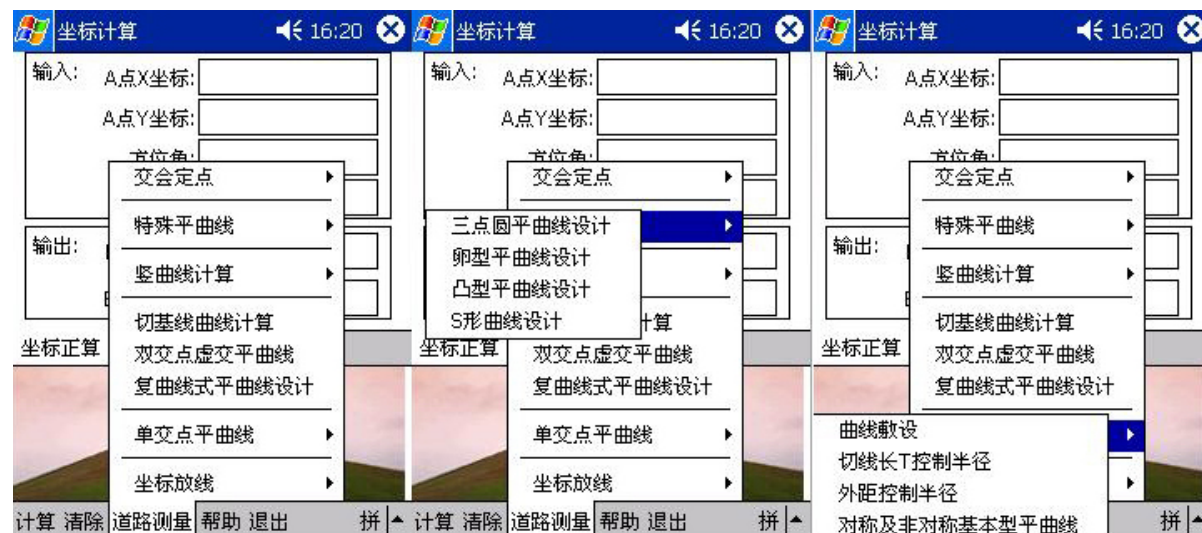 坐标计算 16:20
输入: A点X坐标:
A点Y坐标:
方位角:
交会定点
特殊平曲线
输出:
竖曲线计算
切基线曲线计算
坐标正算
双交点虚交平曲线
复曲线式平曲线设计
单交点平曲线
坐标放线
计算 清除 道路测量 帮助 退出 拼
坐标计算 16:20
输入: A点X坐标:
A点Y坐标:
方位角:
交会定点
三点圆平曲线设计
卵型平曲线设计
凸型平曲线设计
S形曲线设计
计算
坐标正算
双交点虚交平曲线
复曲线式平曲线设计
单交点平曲线
坐标放线
计算 清除 道路测量 帮助 退出 拼
坐标计算 16:20
输入: A点X坐标:
A点Y坐标:
方位角:
交会定点
特殊平曲线
输出:
竖曲线计算
切基线曲线计算
坐标正算
双交点虚交平曲线
复曲线式平曲线设计
曲线敷设
切线长T控制半径
外距控制半径
对称及非对称基本型平曲线
拼